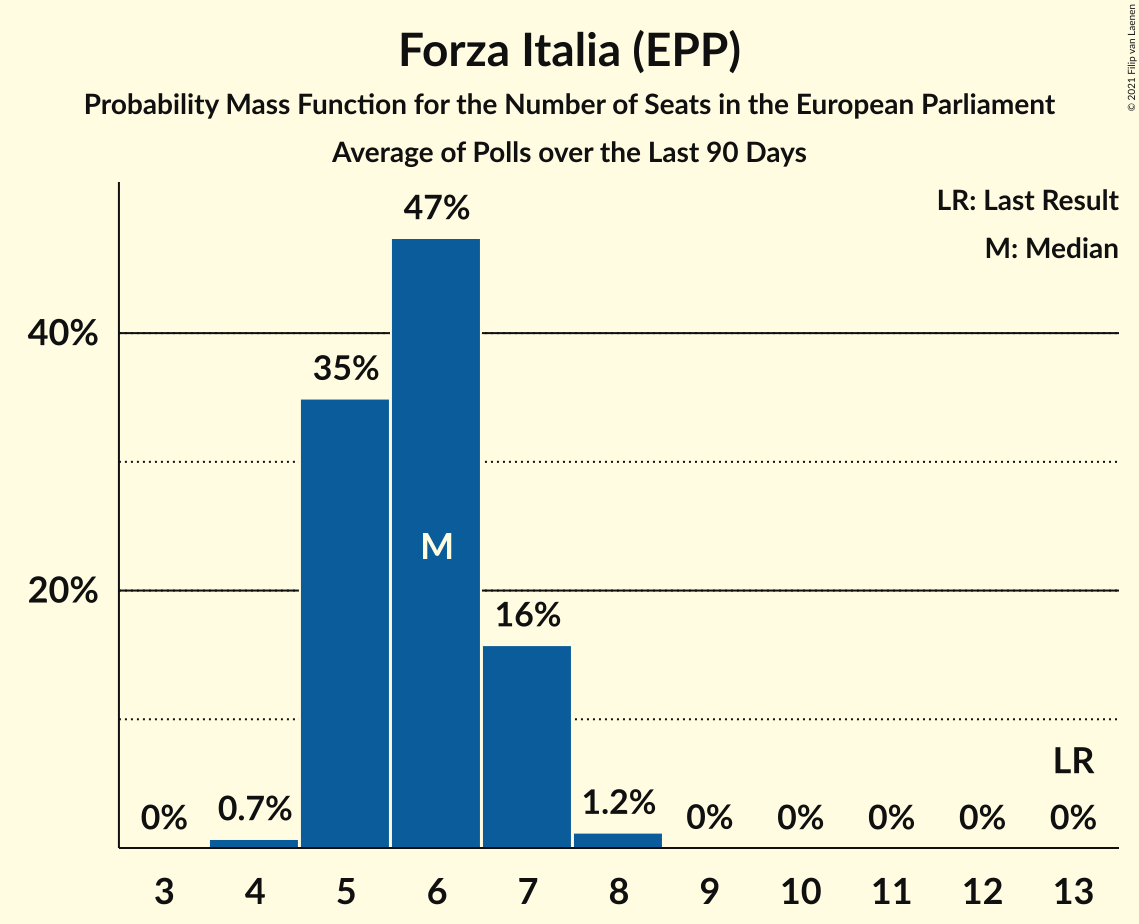 Forza Italia (EPP)
Probability Mass Function for the Number of Seats in the European Parliament
Average of Polls over the Last 90 Days
© 2021 Filip van Laenen
LR: Last Result
M: Median
47%
40%
35%
M
20%
16%
LR
0%
0.7%
1.2%
0%
0%
0%
0%
0%
3 4 5 6 7 8 9 10 11 12 13